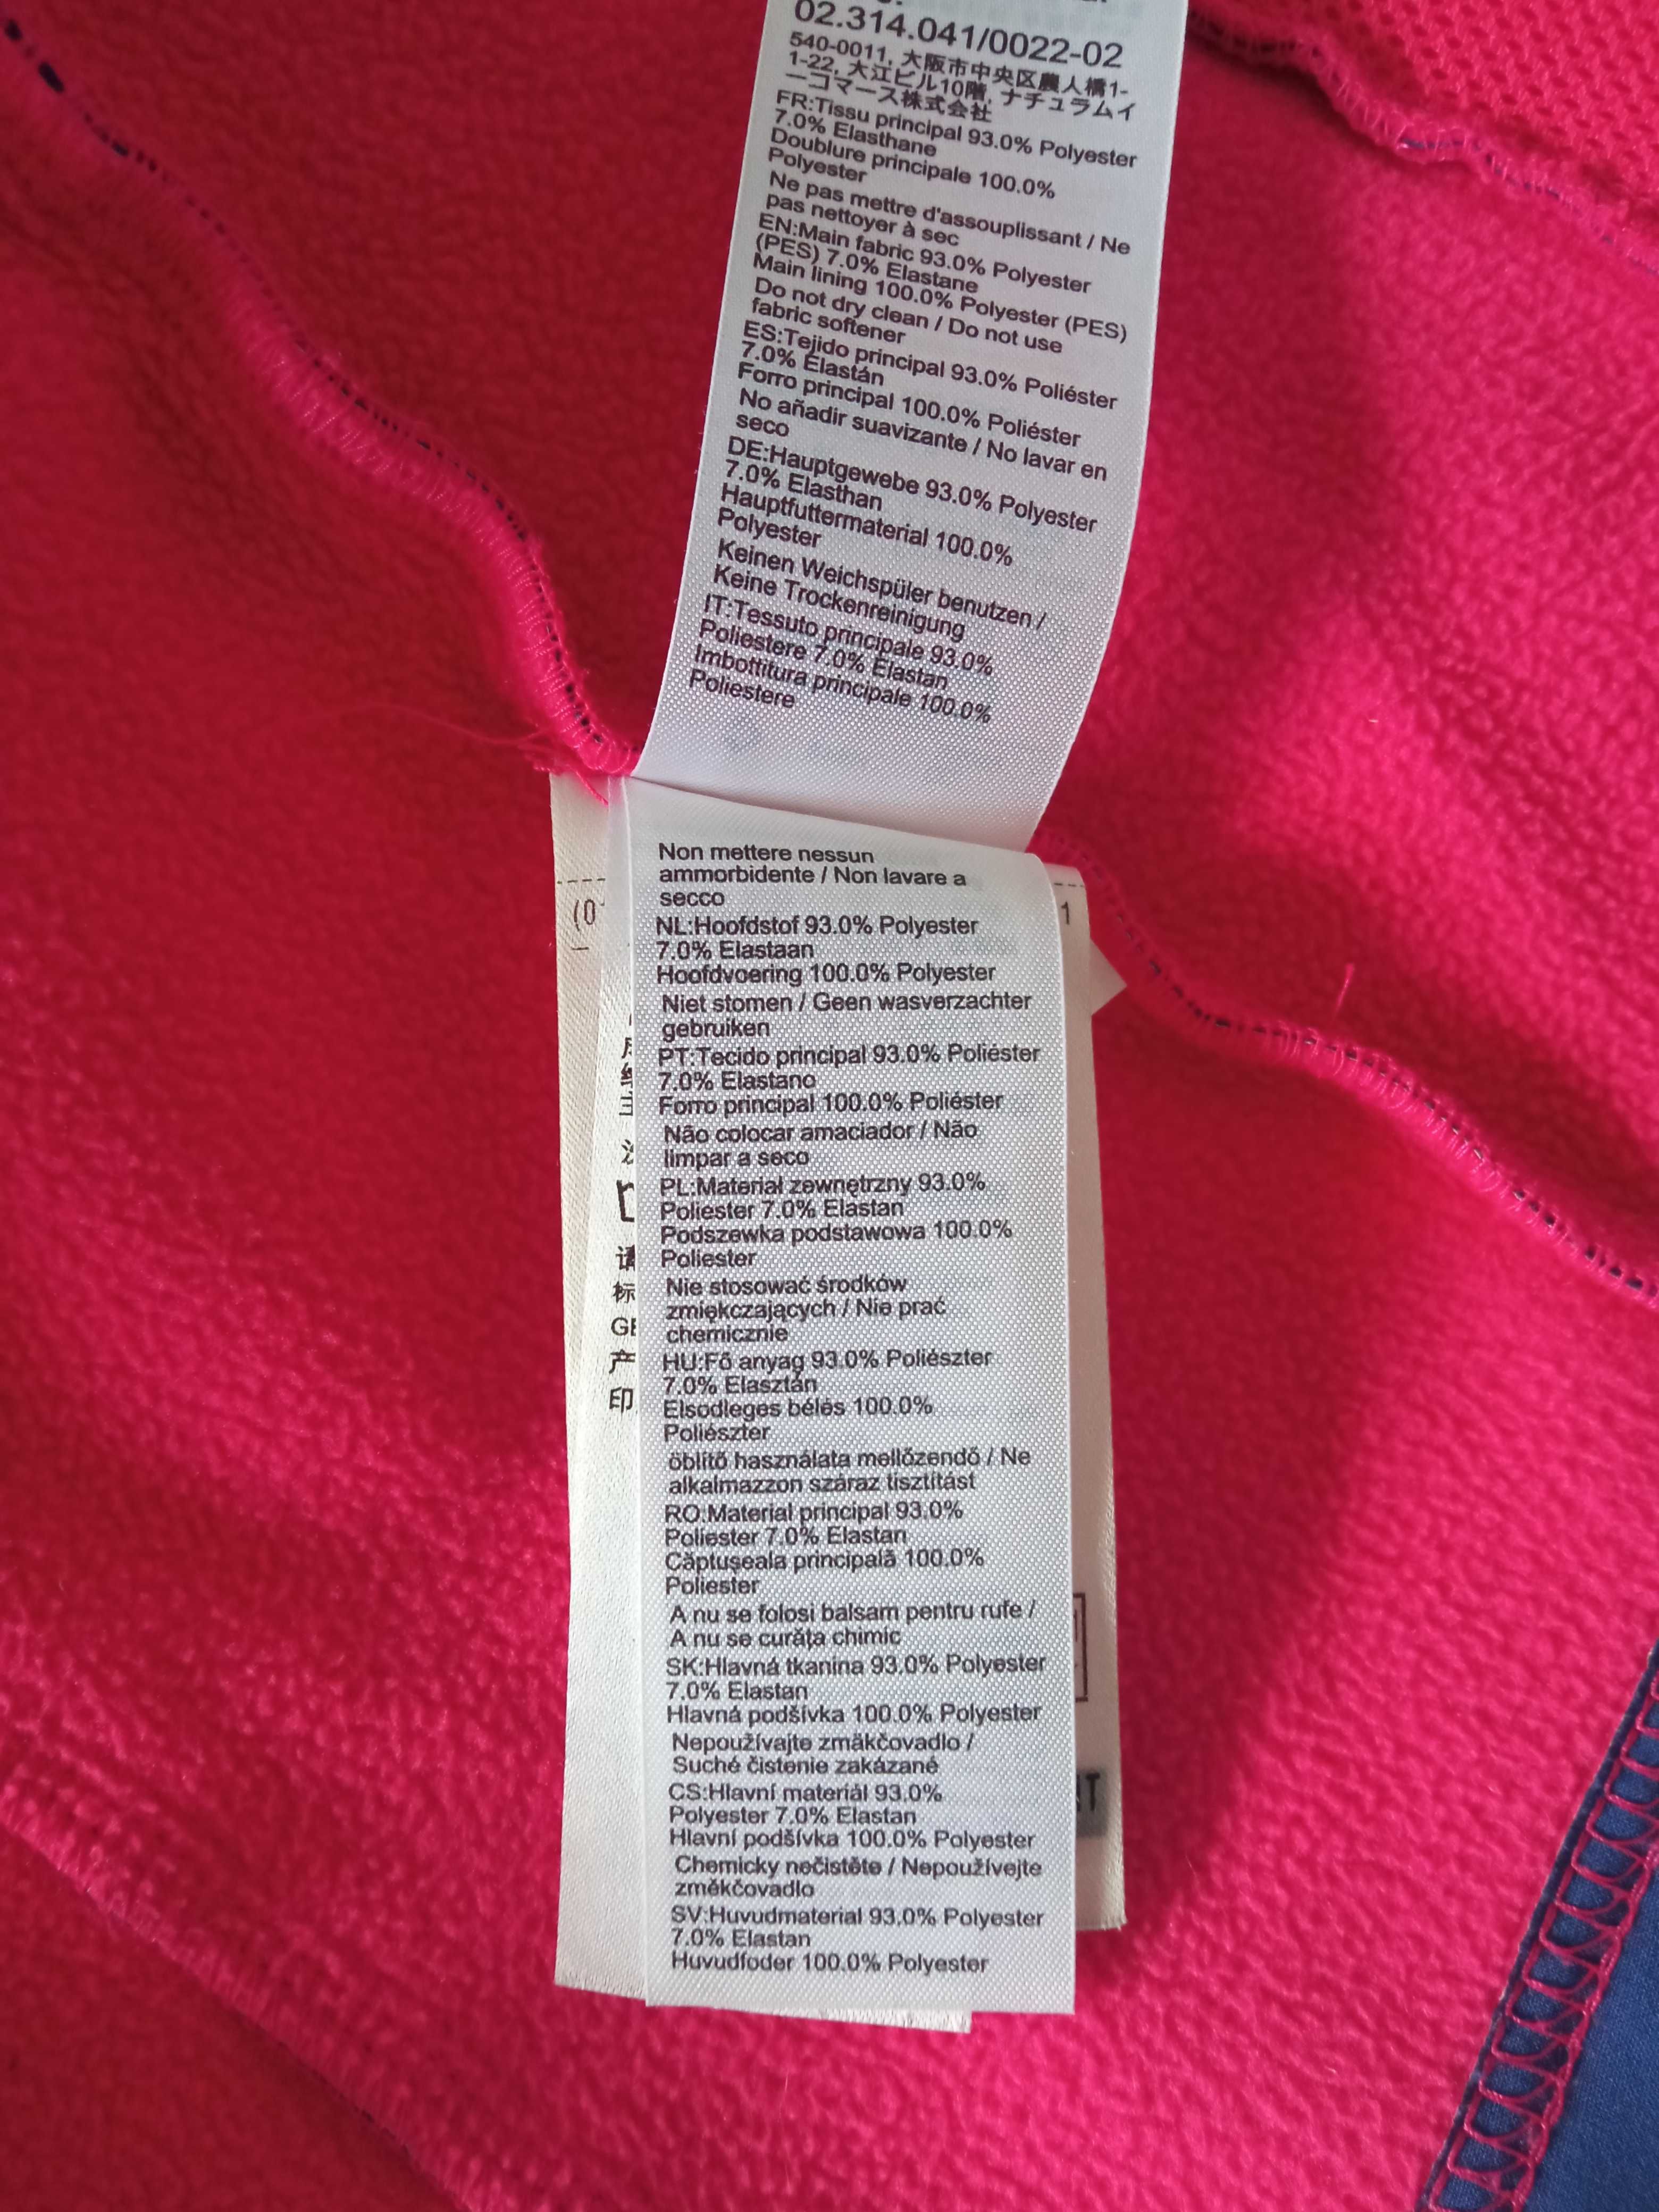 02.314.041/0022-02
540-0011, 大阪市中央区農人橋1-
1-22, 大江ビル10階, ナチュラムイ
ーコマース株式会社
FR:Tissu principal 93.0% Polyester
7.0% Elasthane
Doublure principale 100.0%
Polyester
Ne pas mettre d'assouplissant / Ne
pas nettoyer à sec
EN:Main fabric 93.0% Polyester
(PES) 7.0% Elastane
Main lining 100.0% Polyester (PES)
Do not dry clean / Do not use
fabric softener
ES:Tejido principal 93.0% Poliéster
7.0% Elastán
Forro principal 100.0% Poliéster
No añadir suavizante / No lavar en
seco
DE:Hauptgewebe 93.0% Polyester
7.0% Elasthan
Hauptfuttermaterial 100.0%
Polyester
Keinen Weichspüler benutzen /
Keine Trockenreinigung
IT:Tessuto principale 93.0%
Poliestere 7.0% Elastan
Imbottitura principale 100.0%
Poliestere
Non mettere nessun
ammorbidente / Non lavare a
secco
(0
1
NL:Hoofdstof 93.0% Polyester
7.0% Elastaan
Hoofdvoering 100.0% Polyester
Niet stomen / Geen wasverzachter
gebruiken
PT:Tecido principal 93.0% Poliéster
7.0% Elastano
Forro principal 100.0% Poliéster
Não colocar amaciador / Não
limpar a seco
PL:Materiał zewnętrzny 93.0%
Poliester 7.0% Elastan
Podszewka podstawowa 100.0%
Poliester
请
Nie stosować środków
zmiękczających / Nie prać
chemicznie
标
产
印
HU:Fő anyag 93.0% Poliészter
7.0% Elasztán
Elsodleges bélés 100.0%
Poliészter
öblítő használata mellőzendő / Ne
alkalmazzon száraz tisztítást
RO:Material principal 93.0%
Poliester 7.0% Elastan
Căptușeala principală 100.0%
Poliester
A nu se folosi balsam pentru rufe /
A nu se curăța chimic
SK:Hlavná tkanina 93.0% Polyester
7.0% Elastan
Hlavná podšívka 100.0% Polyester
Nepoužívajte zmäkčovadlo /
Suché čistenie zakázané
CS:Hlavní materiál 93.0%
Polyester 7.0% Elastan
Hlavní podšívka 100.0% Polyester
Chemicky nečistěte / Nepoužívejte
změkčovadlo
SV:Huvudmaterial 93.0% Polyester
7.0% Elastan
Huvudfoder 100.0% Polyester